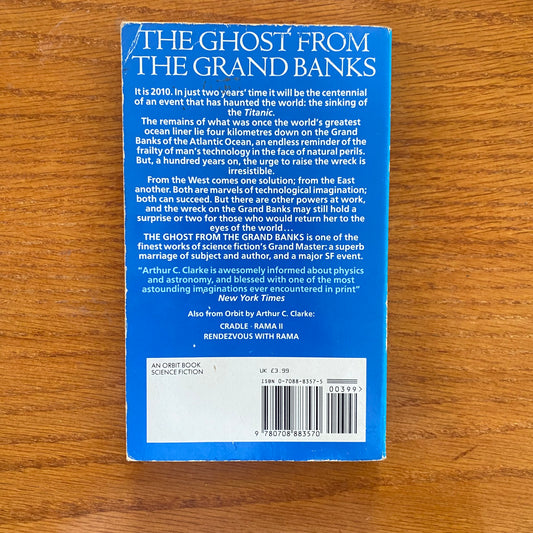 THE GHOST FROM
THE GRAND BANKS
It is 2010. In just two years' time it will be the centennial
of an event that has haunted the world: the sinking of
the Titanic.
The remains of what was once the world's greatest
ocean liner lie four kilometres down on the Grand
Banks of the Atlantic Ocean, an endless reminder of the
frailty of man's technology in the face of natural perils.
But, a hundred years on, the urge to raise the wreck is
irresistible.
From the West comes one solution; from the East
another. Both are marvels of technological imagination;
both can succeed. But there are other powers at work,
and the wreck on the Grand Banks may still hold a
surprise or two for those who would return her to the
eyes of the world...
THE GHOST FROM THE GRAND BANKS is one of the
finest works of science fiction's Grand Master: a superb
marriage of subject and author, and a major SF event.
"Arthur C. Clarke is awesomely informed about physics
and astronomy, and blessed with one of the most
astounding imaginations ever encountered in print"
New York Times
Also from Orbit by Arthur C. Clarke:
CRADLE · RAMA II
RENDEZVOUS WITH RAMA
AN ORBIT BOOK
SCIENCE FICTION
UK £3.99
ISBN 0-7088-8357-5
00399>
9 780708 883570